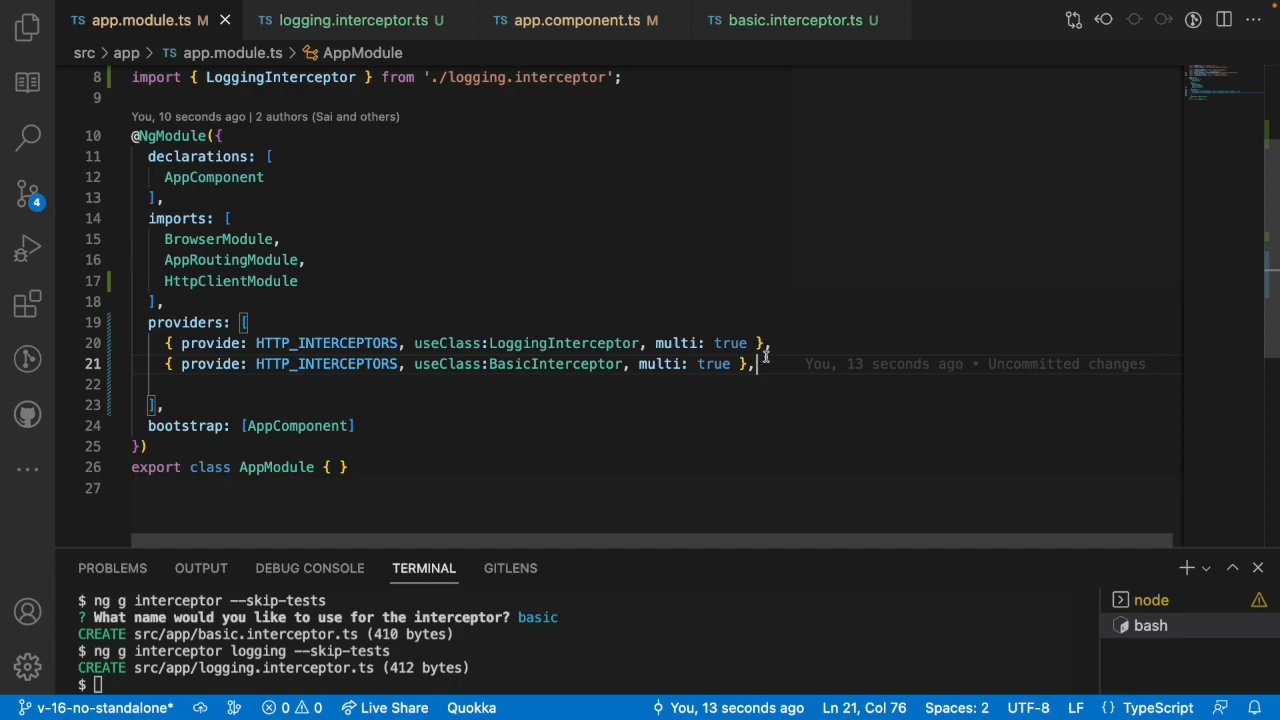 app.module.ts M
logging.interceptor.ts U
app.component.ts M
basic.interceptor.ts U
src > app > TS app.module.ts > AppModule
8 import { LoggingInterceptor } from './logging.interceptor';
9
You, 10 seconds ago | 2 authors (Sai and others)
10 @NgModule({
11 declarations: [
12 AppComponent
13 ],
14 imports: [
15 BrowserModule,
16 AppRoutingModule,
17 HttpClientModule
18 ],
19 providers: [
20 { provide: HTTP_INTERCEPTORS, useClass:LoggingInterceptor, multi: true },
21 { provide: HTTP_INTERCEPTORS, useClass:BasicInterceptor, multi: true }, You, 13 seconds ago • Uncommitted changes
22
23 ],
24 bootstrap: [AppComponent]
25 })
26 export class AppModule { }
27
4
PROBLEMS OUTPUT DEBUG CONSOLE TERMINAL GITLENS
$ ng g interceptor --skip-tests
? What name would you like to use for the interceptor? basic
CREATE src/app/basic.interceptor.ts (410 bytes)
$ ng g interceptor logging --skip-tests
CREATE src/app/logging.interceptor.ts (412 bytes)
$
node
bash
v-16-no-standalone* 0 0 Live Share Quokka You, 13 seconds ago Ln 21, Col 76 Spaces: 2 UTF-8 LF {} TypeScript